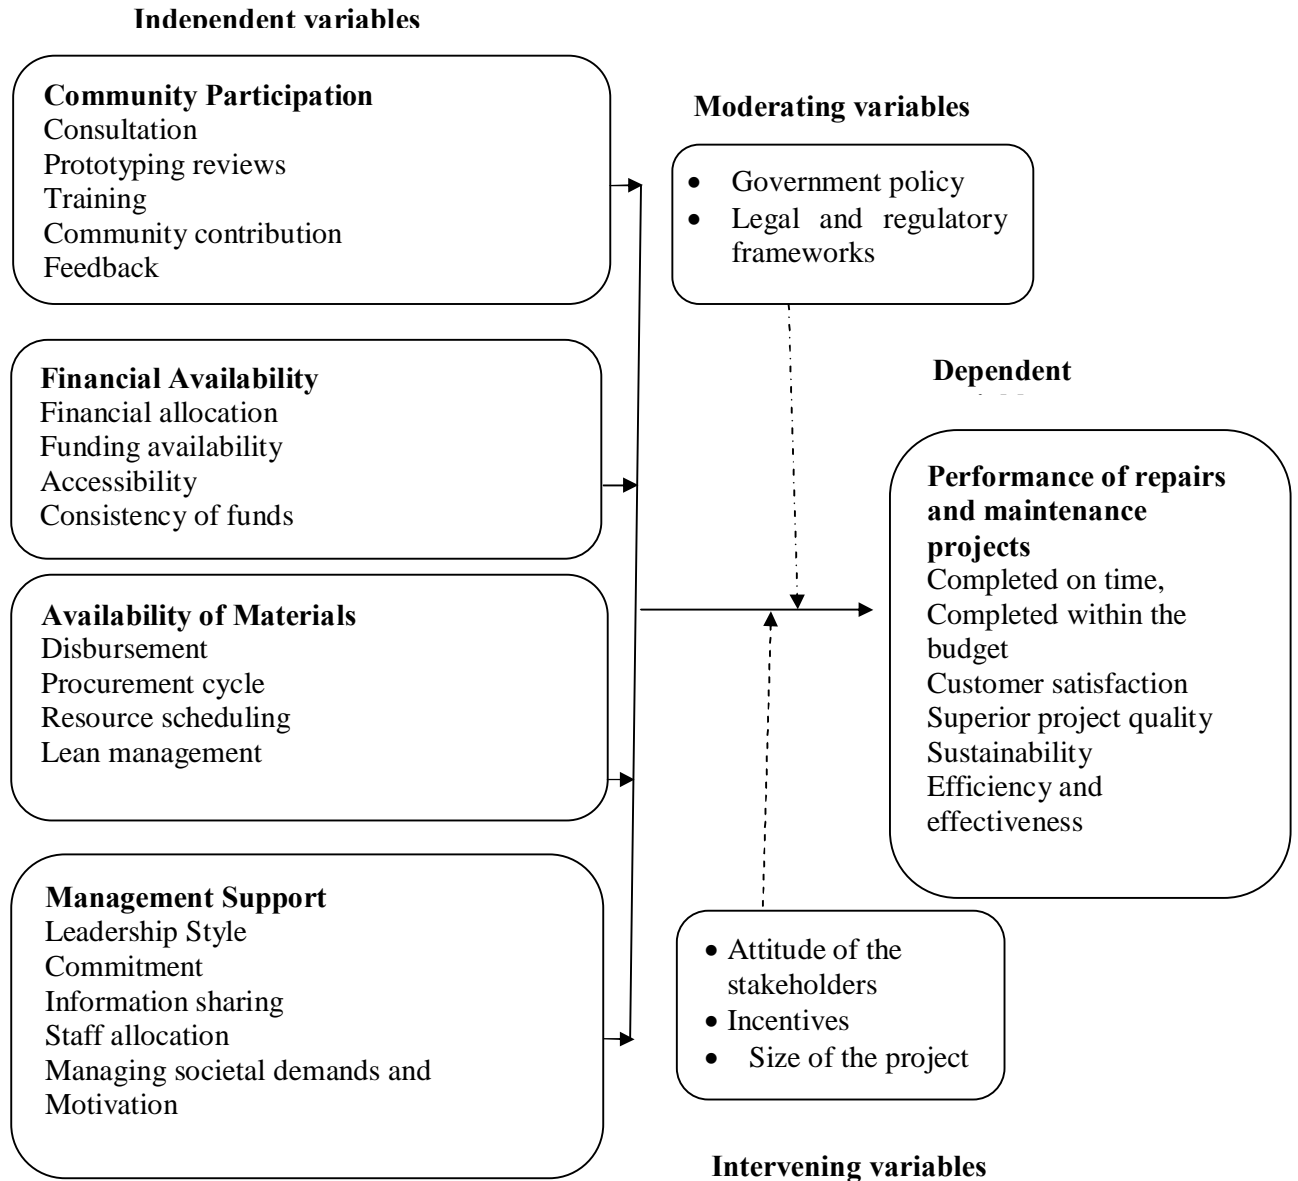 Independent variables
Community Participation
Consultation
Prototyping reviews
Training
Community contribution
Feedback
Financial Availability
Financial allocation
Funding availability
Accessibility
Consistency of funds
Availability of Materials
Disbursement
Procurement cycle
Resource scheduling
Lean management
Management Support
Leadership Style
Commitment
Information sharing
Staff allocation
Managing societal demands and
Motivation
Moderating variables
• Government policy
• Legal and regulatory
frameworks
Dependent
Performance of repairs
and maintenance
projects
Completed on time,
Completed within the
budget
Customer satisfaction
Superior project quality
Sustainability
Efficiency and
effectiveness
• Attitude of the
stakeholders
• Incentives
• Size of the project
Intervening variables